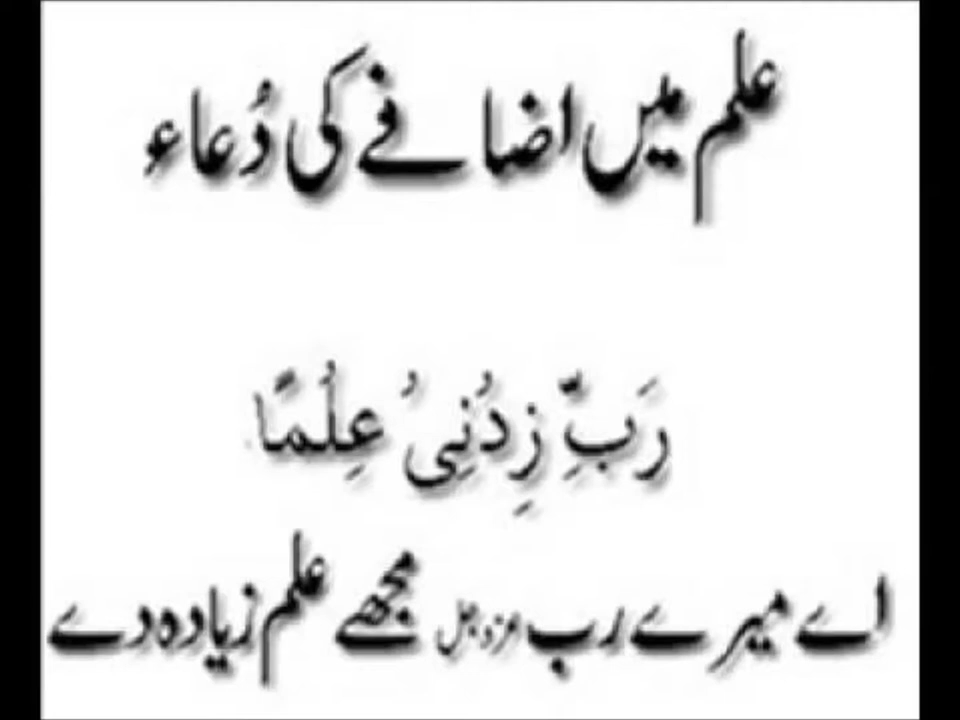 علم میں اضافے کی دُعاء
رَبِّ زِدْنِیْ عِلْمًا
اے میرے رب عزوجل مجھے علم زیادہ دے